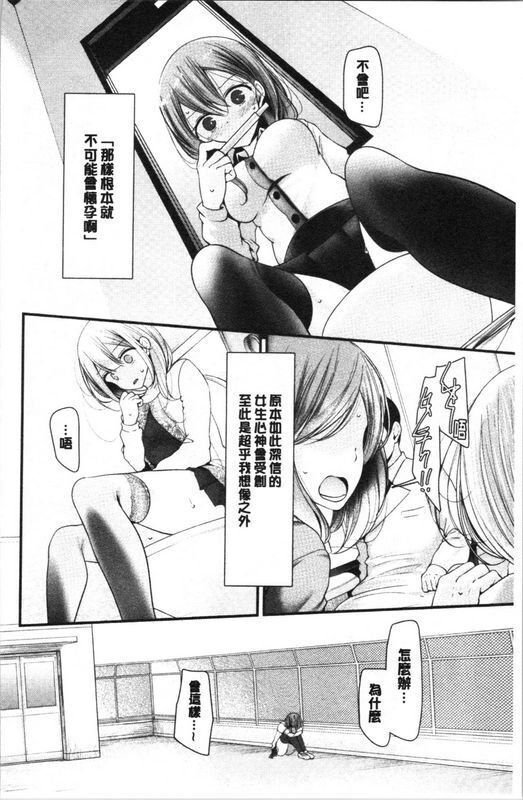 不會吧…
「那樣根本就
不可能會懷孕啊」
唔
原本如此深信的
女生心神會受創
至此是超乎我想像之外
…唔
怎麼辦…
為什麼
會這樣…～